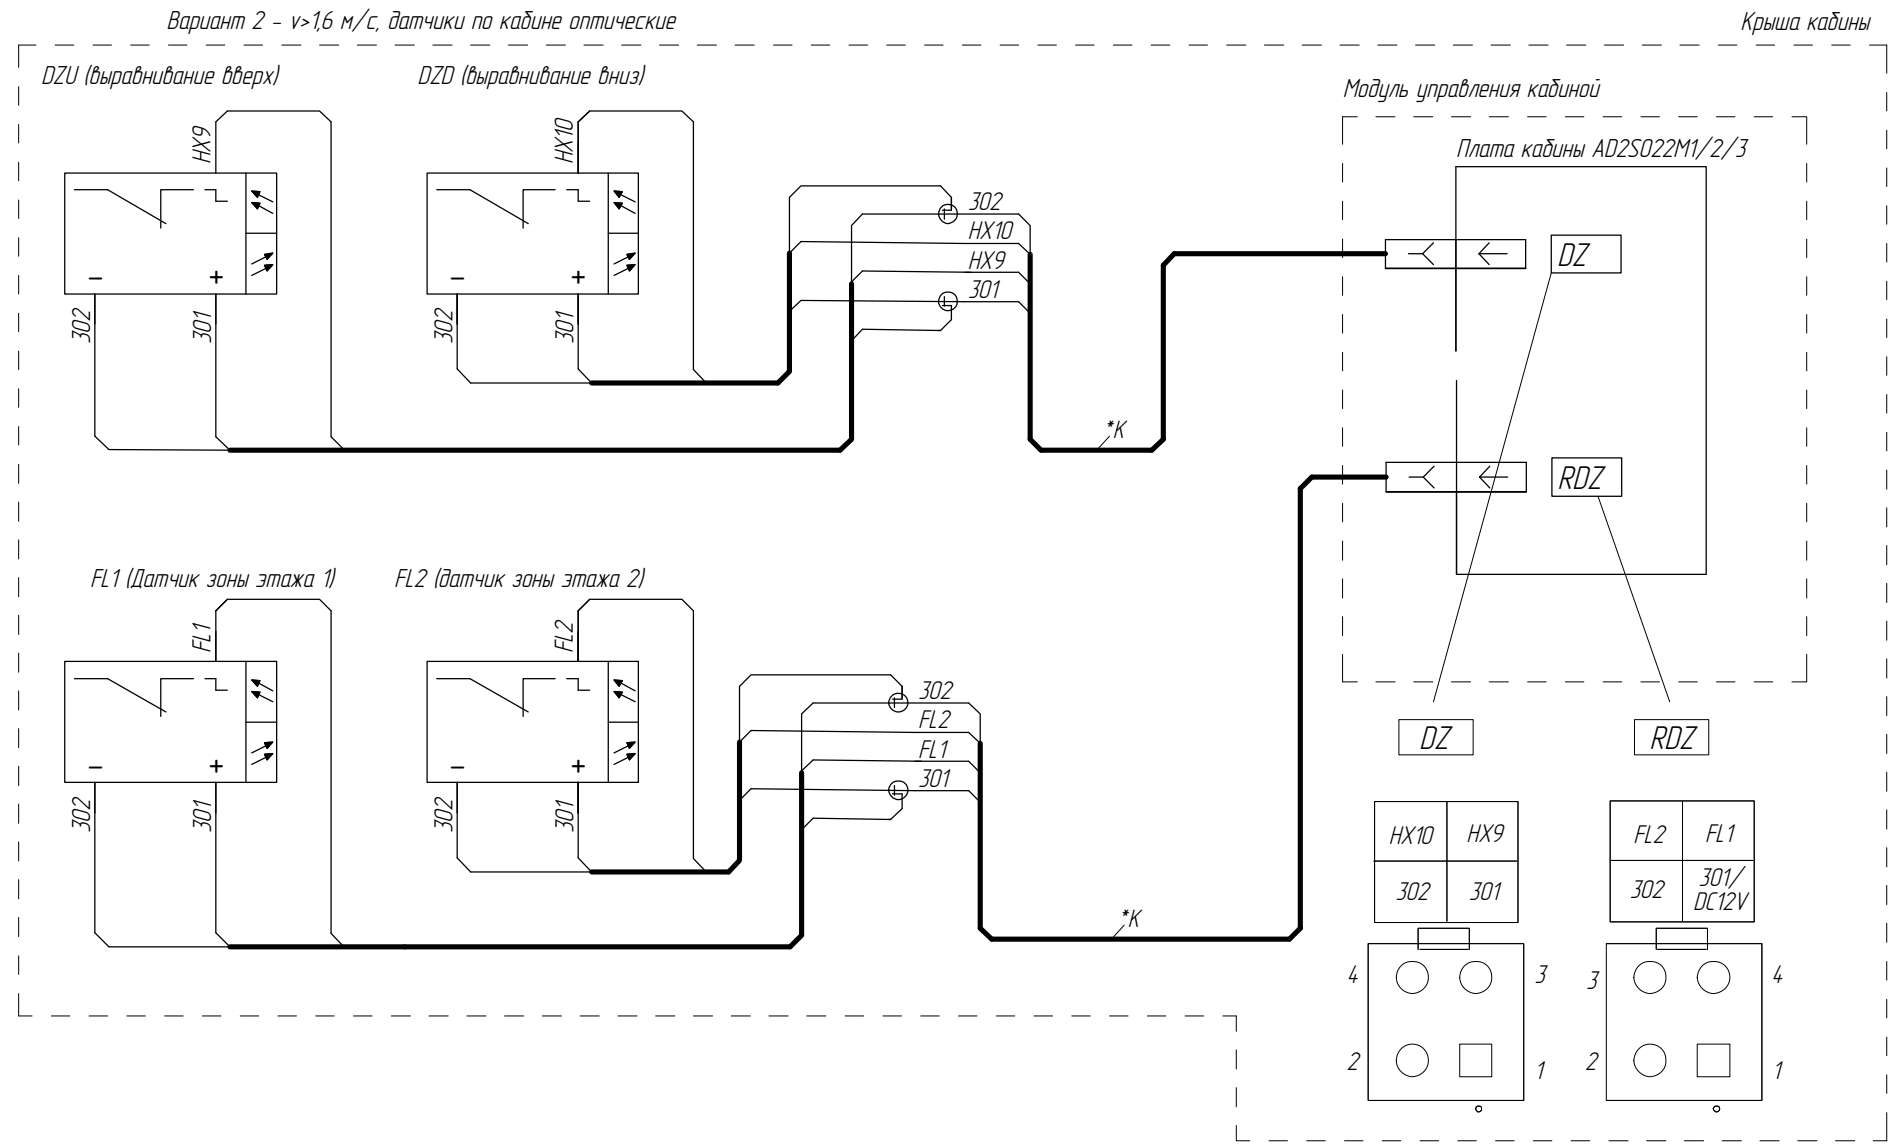 Вариант 2 - v>1,6 м/с, датчики по кабине оптические
Крыша кабины
DZU (выравнивание вверх)
DZD (выравнивание вниз)
Модуль управления кабиной
Плата кабины AD2S022M1/2/3
HX9
HX10
302
HX10
HX9
301
DZ
- +
- +
302
301
302
301
*K
RDZ
FL1 (Датчик зоны этажа 1)
FL2 (датчик зоны этажа 2)
FL1
FL2
302
FL2
FL1
301
DZ
RDZ
- +
- +
302
301
302
301
*K
HX10 HX9
302 301
FL2 FL1
302 301/
DC12V
4 3
2 1
3 4
2 1